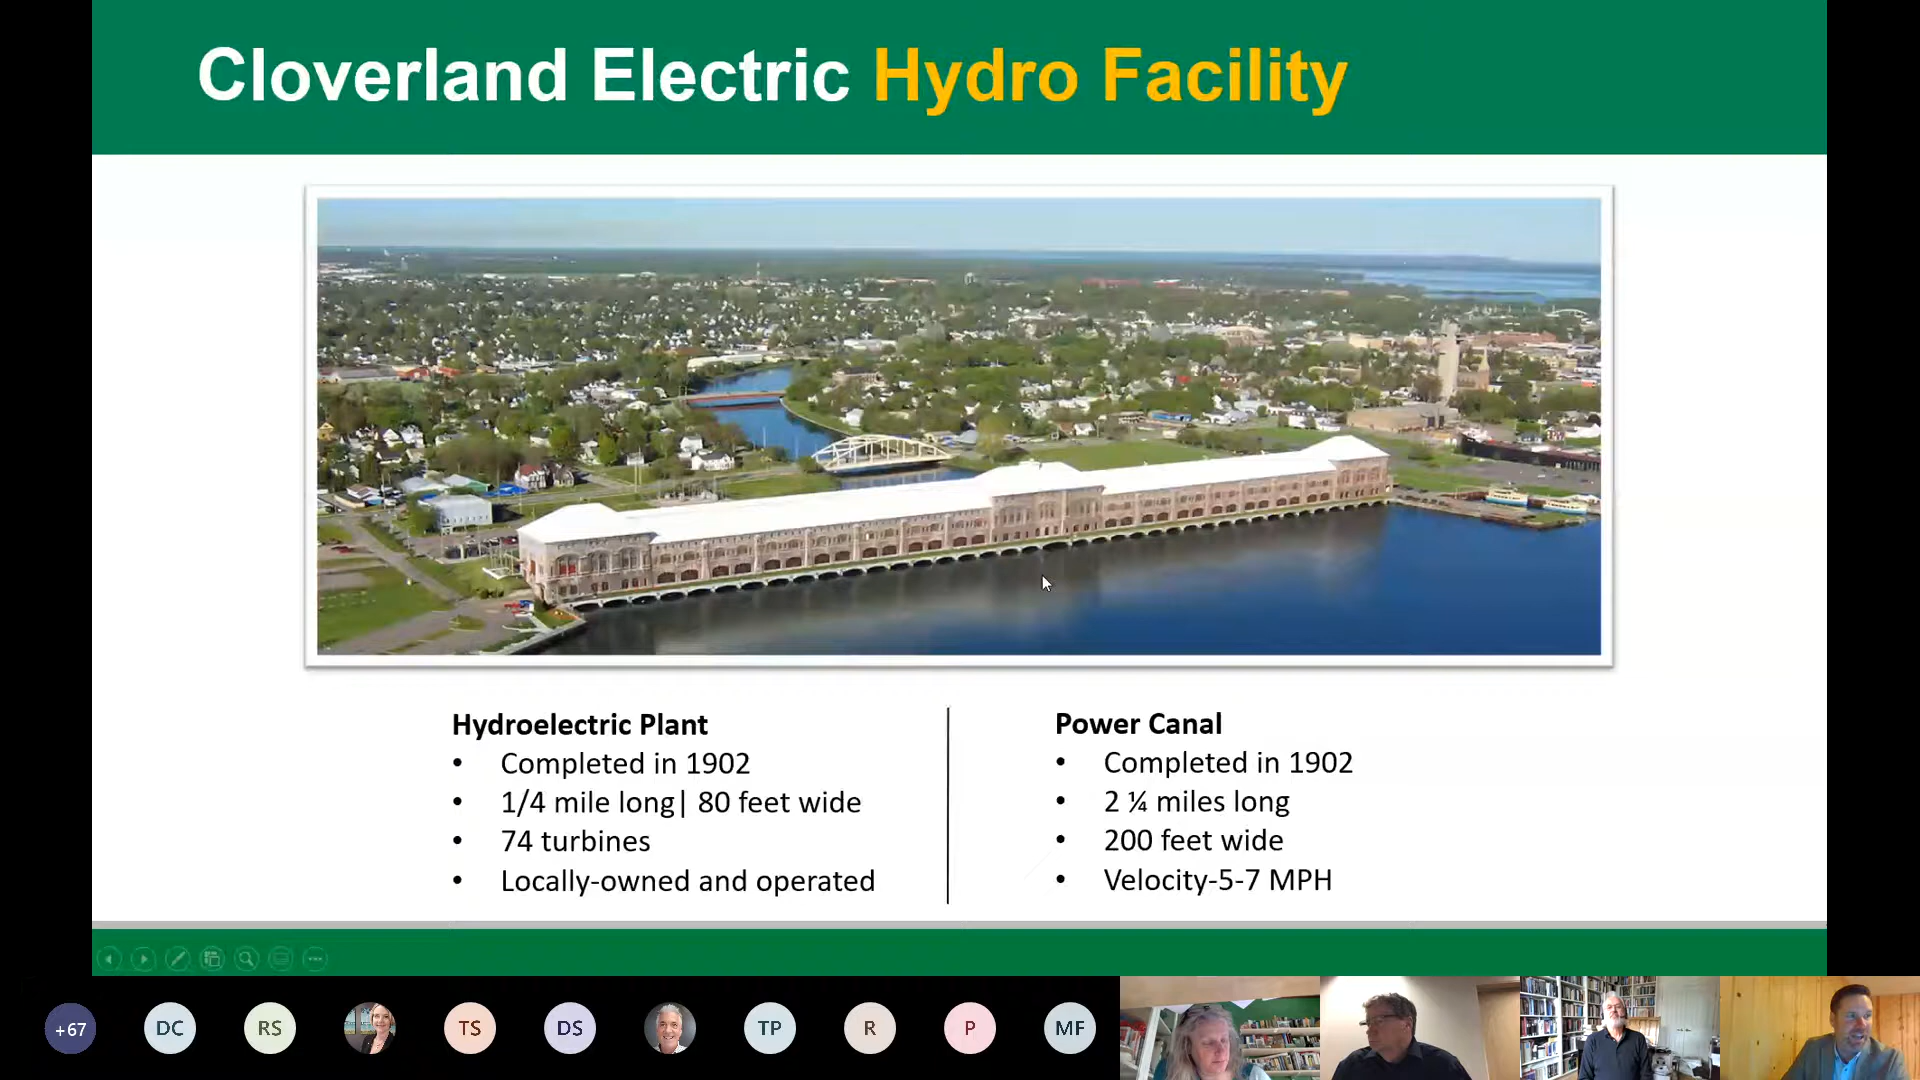 Cloverland Electric Hydro Facility
Hydroelectric Plant
• Completed in 1902
• 1/4 mile long| 80 feet wide
• 74 turbines
• Locally-owned and operated
Power Canal
• Completed in 1902
• 2 ¼ miles long
• 200 feet wide
• Velocity-5-7 MPH
+67
DC
RS
TS
DS
TP
R
P
MF